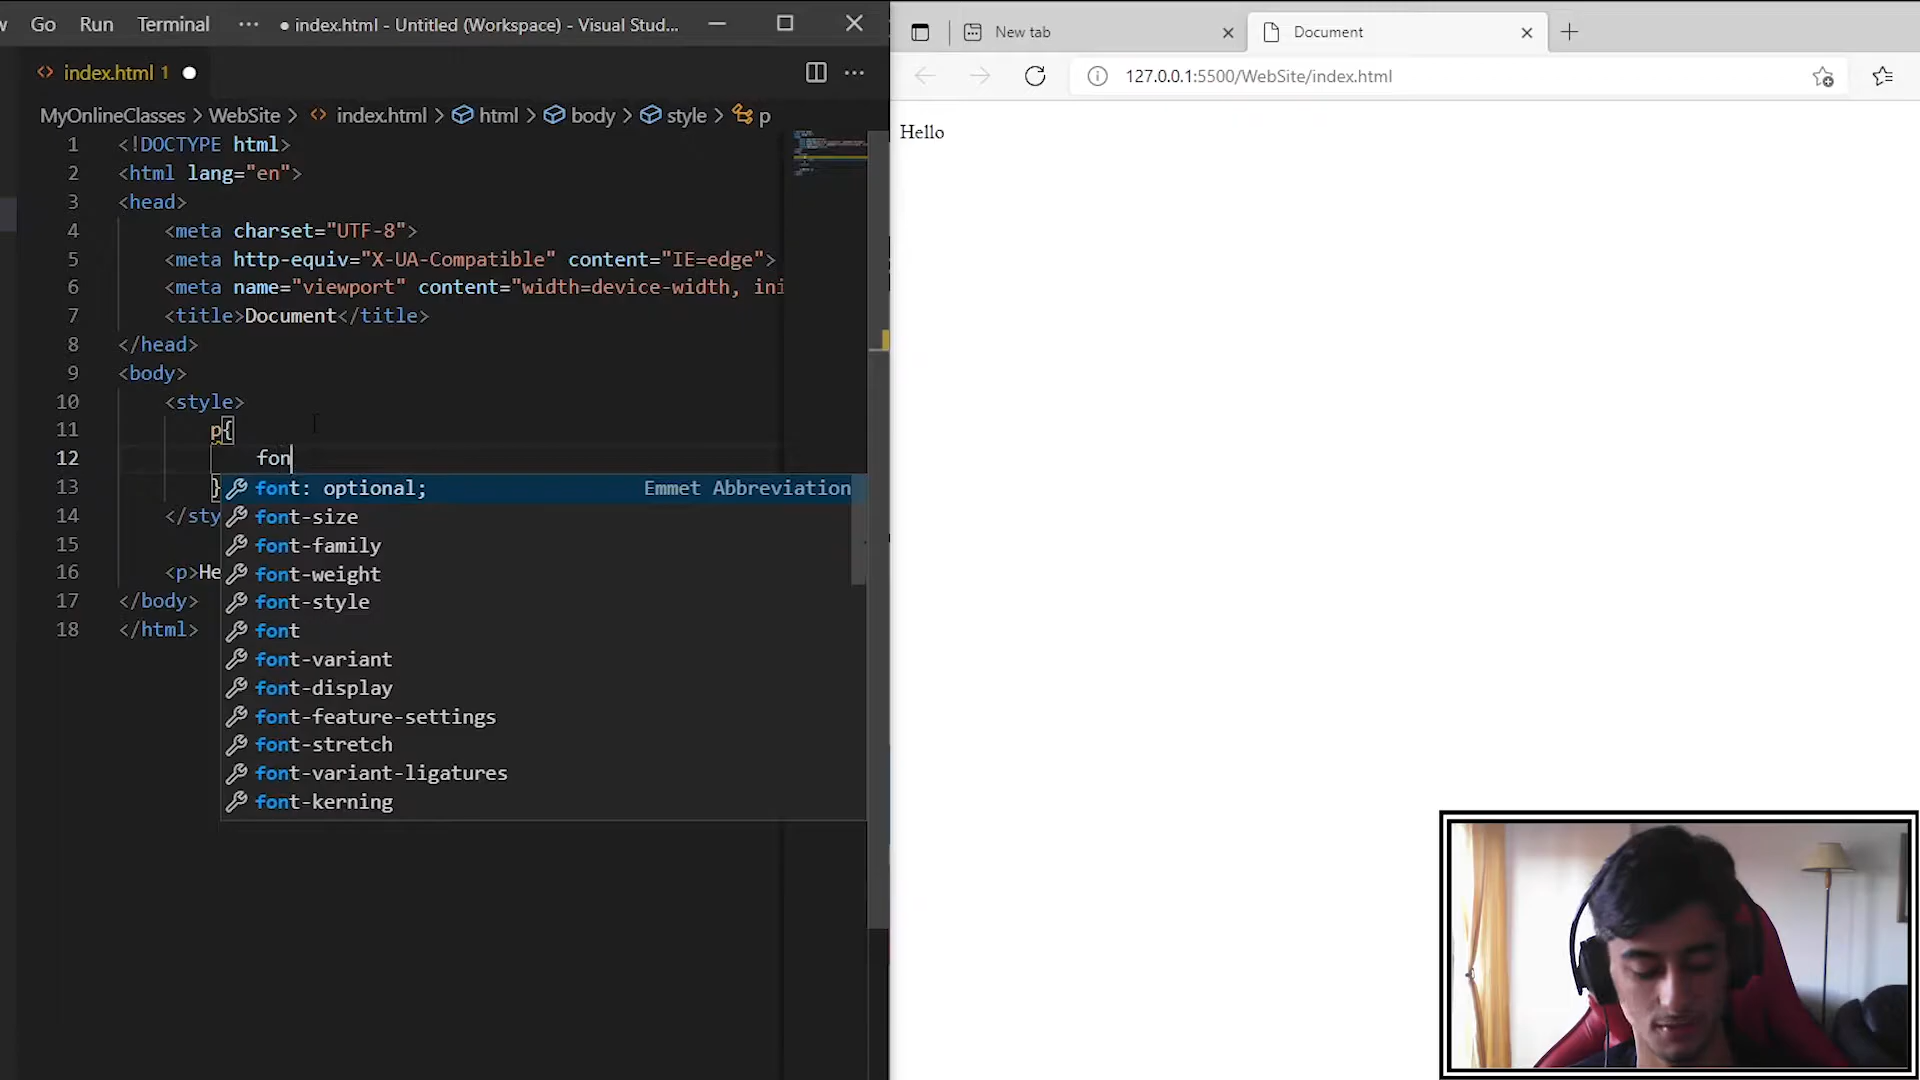 Go Run Terminal ··· ● index.html - Untitled (Workspace) - Visual Stud...
index.html 1
MyOnlineClasses > WebSite > index.html > html > body > style > p
1 <!DOCTYPE html>
2 <html lang="en">
3 <head>
4 <meta charset="UTF-8">
5 <meta http-equiv="X-UA-Compatible" content="IE=edge">
6 <meta name="viewport" content="width=device-width, ini
7 <title>Document</title>
8 </head>
9 <body>
10 <style>
11 p{
12 fon
13 }
14 </sty
15
16 <p>He
17 </body>
18 </html>
font: optional; Emmet Abbreviation
font-size
font-family
font-weight
font-style
font
font-variant
font-display
font-feature-settings
font-stretch
font-variant-ligatures
font-kerning
New tab
Document
127.0.0.1:5500/WebSite/index.html
Hello